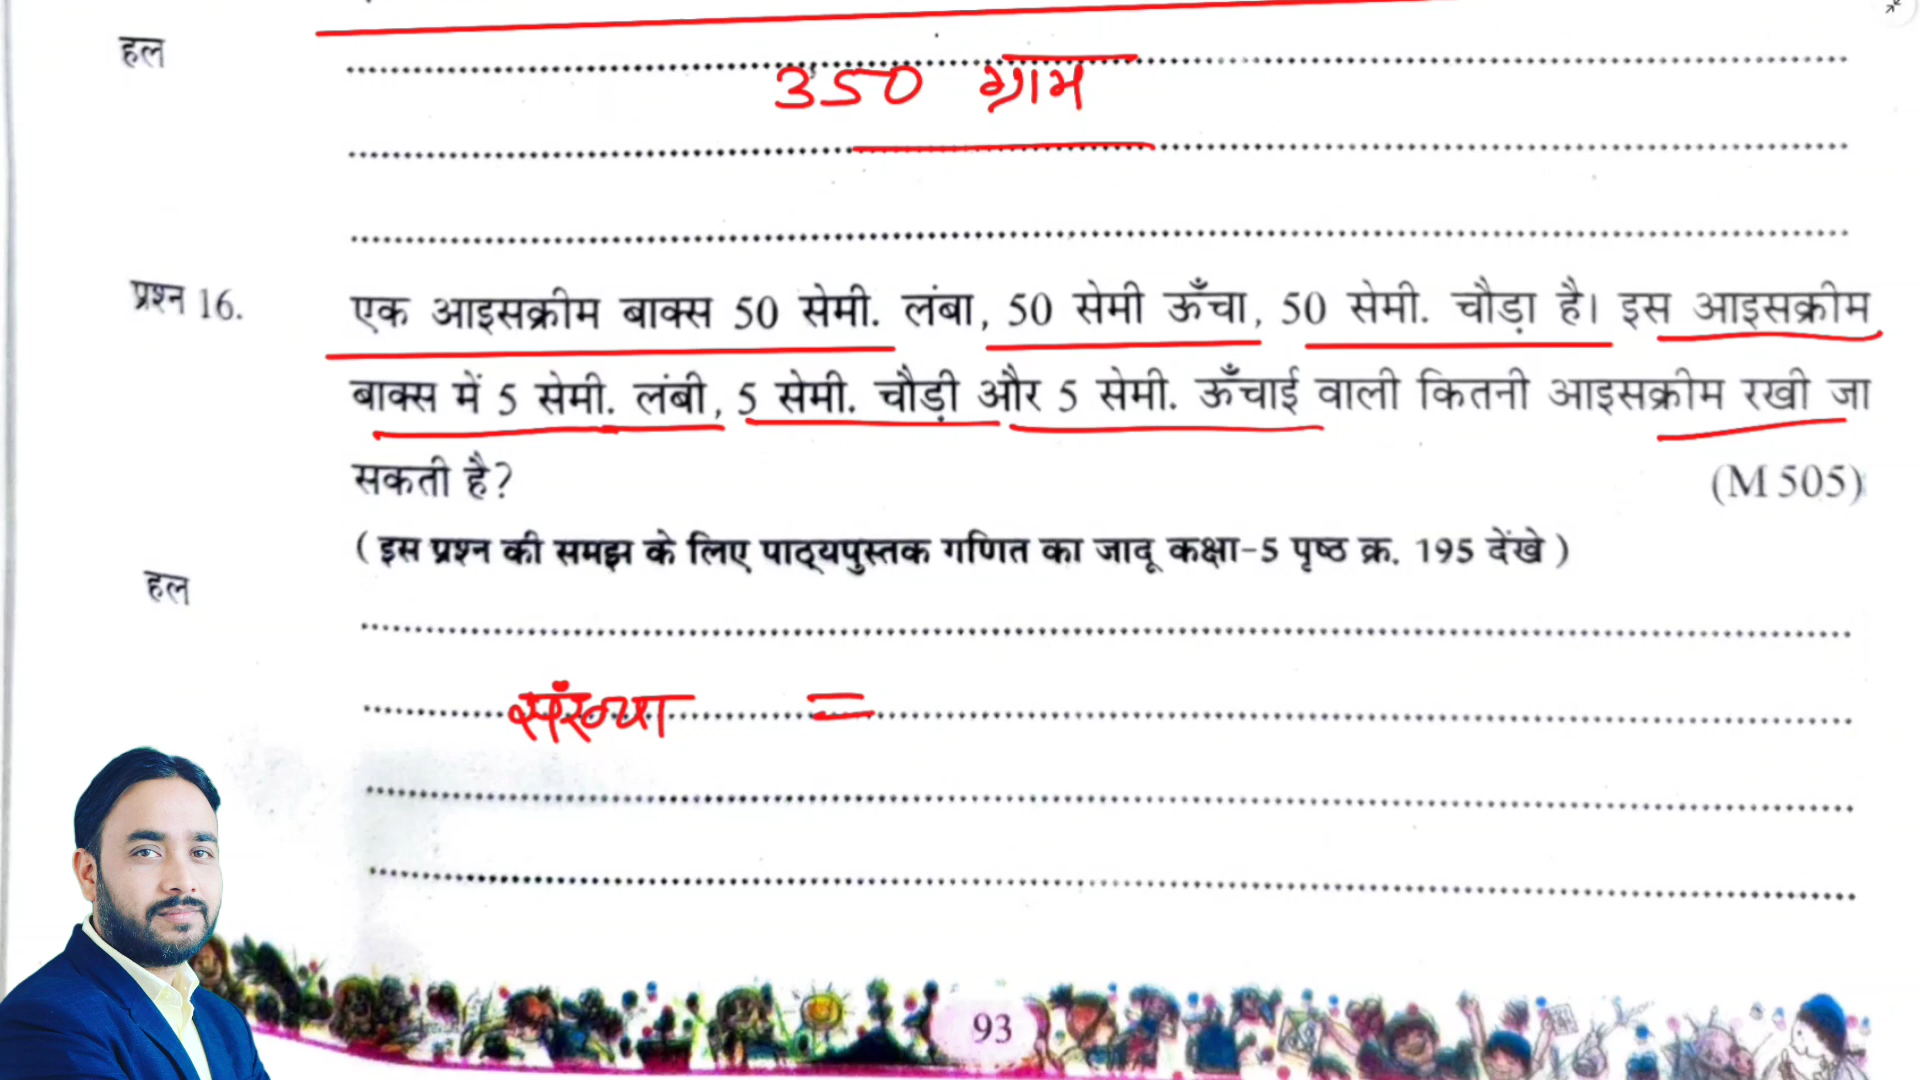 हल
350 ग्राम
प्रश्न 16. एक आइसक्रीम बाक्स 50 सेमी. लंबा, 50 सेमी ऊँचा, 50 सेमी. चौड़ा है। इस आइसक्रीम
बाक्स में 5 सेमी. लंबी, 5 सेमी. चौड़ी और 5 सेमी. ऊँचाई वाली कितनी आइसक्रीम रखी जा
सकती है? (M 505)
(इस प्रश्न की समझ के लिए पाठ्यपुस्तक गणित का जादू कक्षा-5 पृष्ठ क्र. 195 देंखे)
हल
संख्या =
93